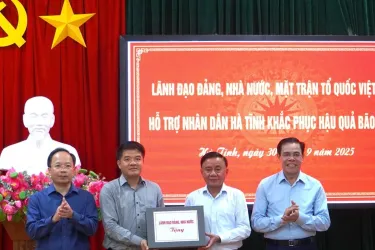 LÃNH ĐẠO ĐẢNG, NHÀ NƯỚC, MẶT TRẬN TỔ QUỐC VIỆT
HỖ TRỢ NHÂN DÂN HÀ TĨNH KHẮC PHỤC HẬU QUẢ BÃO
Hà Tĩnh, ngày 30 9 2025
LÃNH ĐẠO ĐẢNG, NHÀ NƯỚC
Tặng